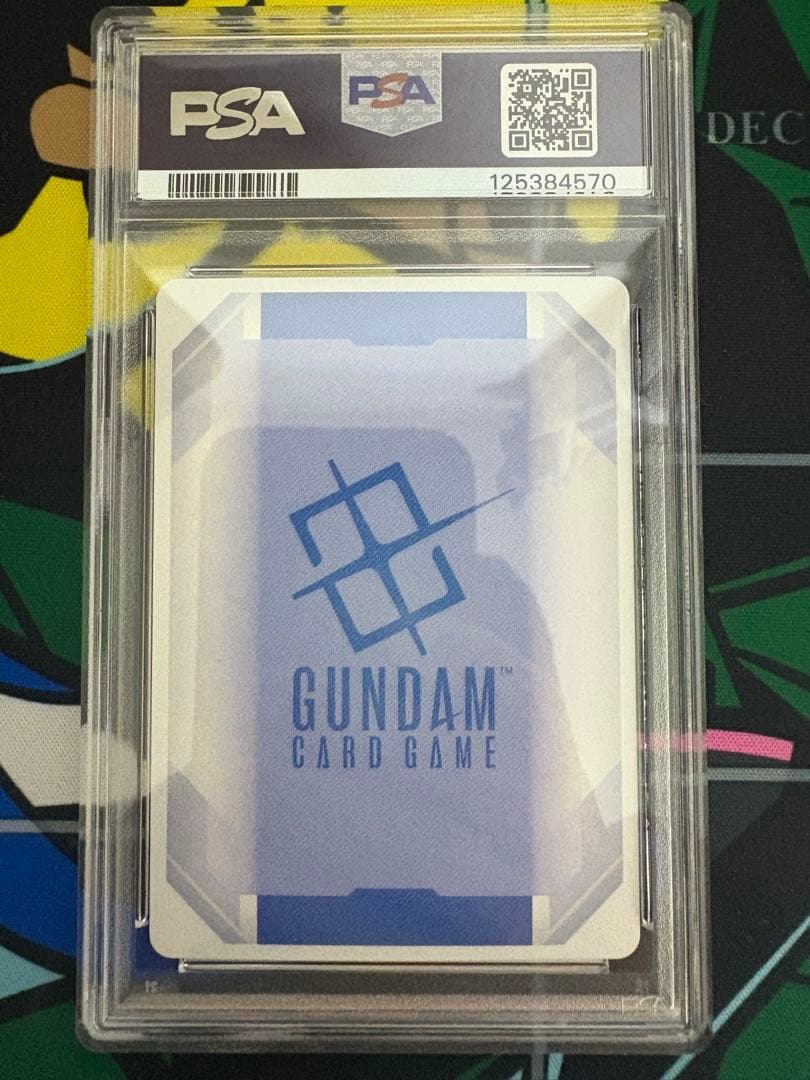 PSA
PSA
DEC
125384570
GUNDAM™
CARD GAME